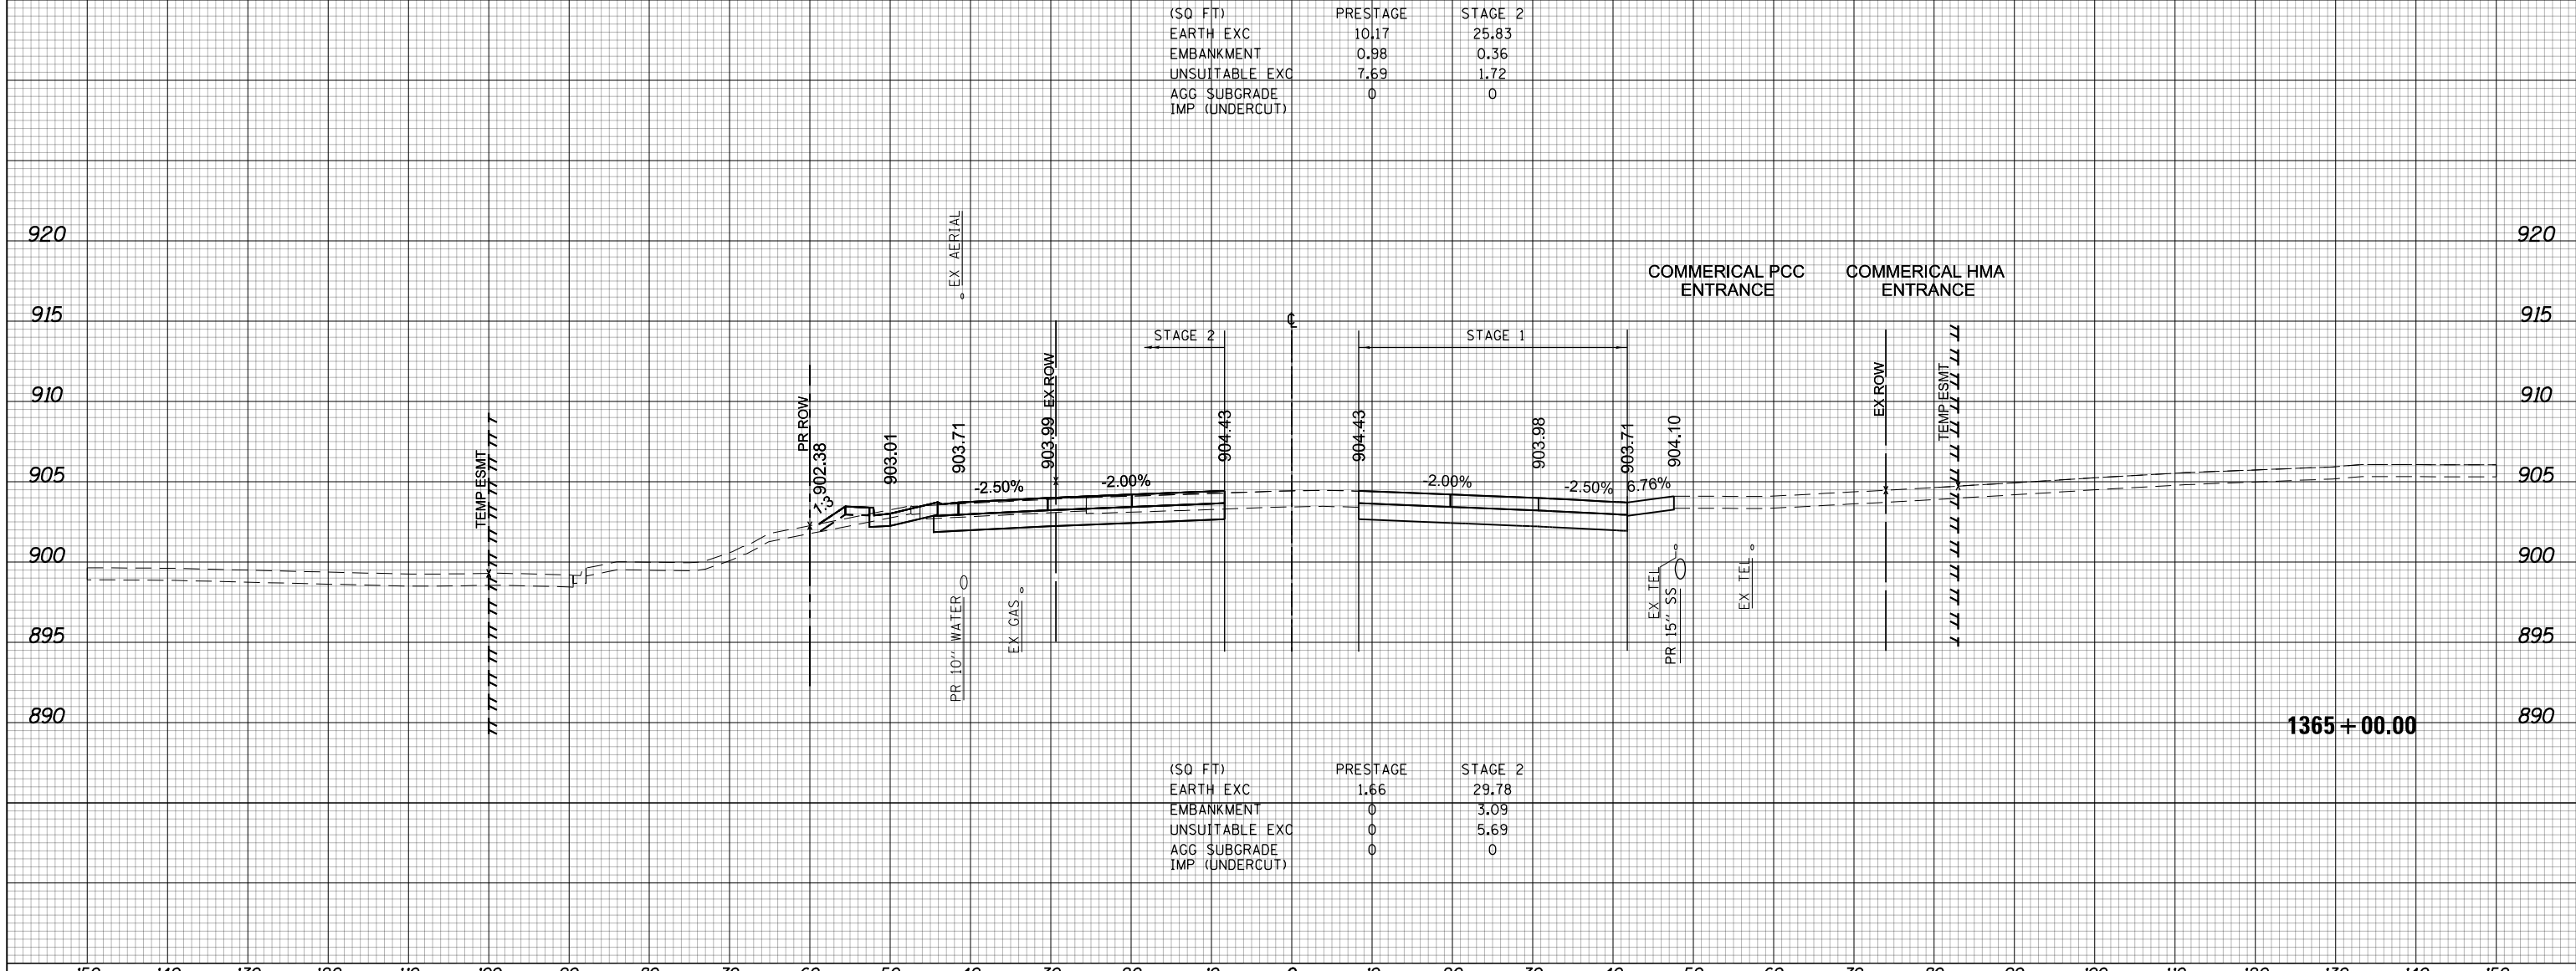 (SQ FT) PRESTAGE STAGE 2
EARTH EXC 10.17 25.83
EMBANKMENT 0.98 0.36
UNSUITABLE EXC 7.69 1.72
AGG SUBGRADE 0 0
IMP (UNDERCUT)
920 920
EX AERIAL
COMMERICAL PCC
ENTRANCE
COMMERICAL HMA
ENTRANCE
915 ℄ 915
STAGE 2 STAGE 1
910 910
TEMP ESMT
PR ROW
902.38
903.01
903.71
903.99
EX ROW
904.43
904.43
903.98
903.71
904.10
EX ROW
TEMP ESMT
905 905
1:3
-2.50%
-2.00%
-2.00%
-2.50%
6.76%
900 900
PR 10'' WATER
EX GAS
EX TEL
PR 15'' SS
EX TEL
895 895
890 890
1365+00.00
(SQ FT) PRESTAGE STAGE 2
EARTH EXC 1.66 29.78
EMBANKMENT 0 3.09
UNSUITABLE EXC 0 5.69
AGG SUBGRADE 0 0
IMP (UNDERCUT)